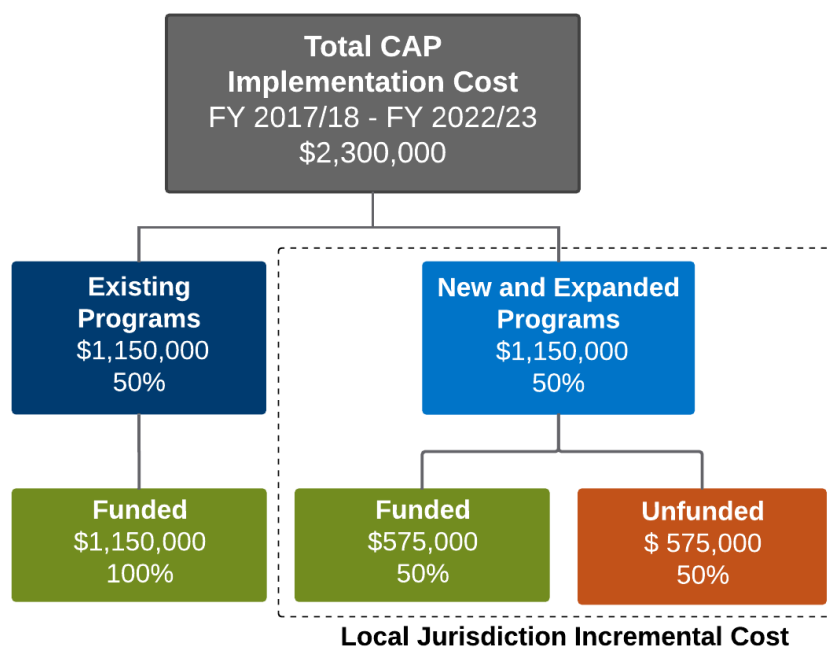 Total CAP
Implementation Cost
FY 2017/18 - FY 2022/23
$2,300,000
Existing
Programs
$1,150,000
50%
New and Expanded
Programs
$1,150,000
50%
Funded
$1,150,000
100%
Funded
$575,000
50%
Unfunded
$ 575,000
50%
Local Jurisdiction Incremental Cost